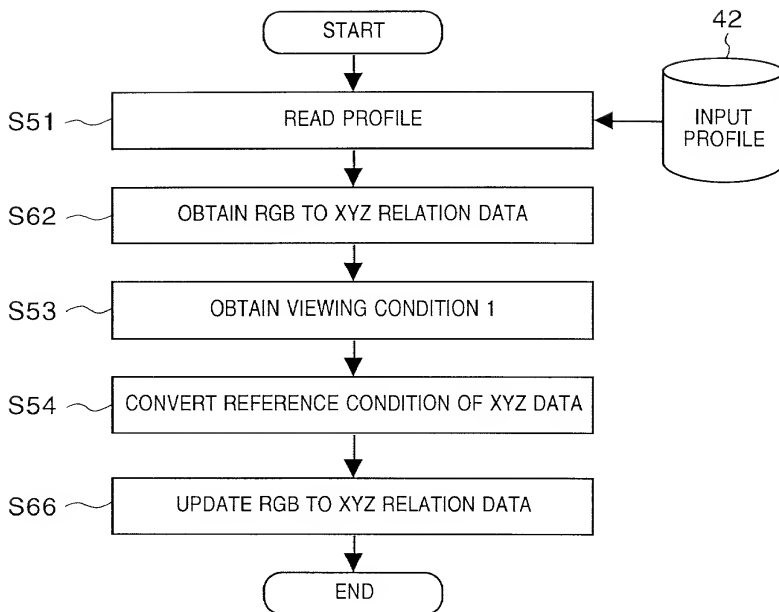 START
42
S51
READ PROFILE
INPUT
PROFILE
S62
OBTAIN RGB TO XYZ RELATION DATA
S53
OBTAIN VIEWING CONDITION 1
S54
CONVERT REFERENCE CONDITION OF XYZ DATA
S66
UPDATE RGB TO XYZ RELATION DATA
END